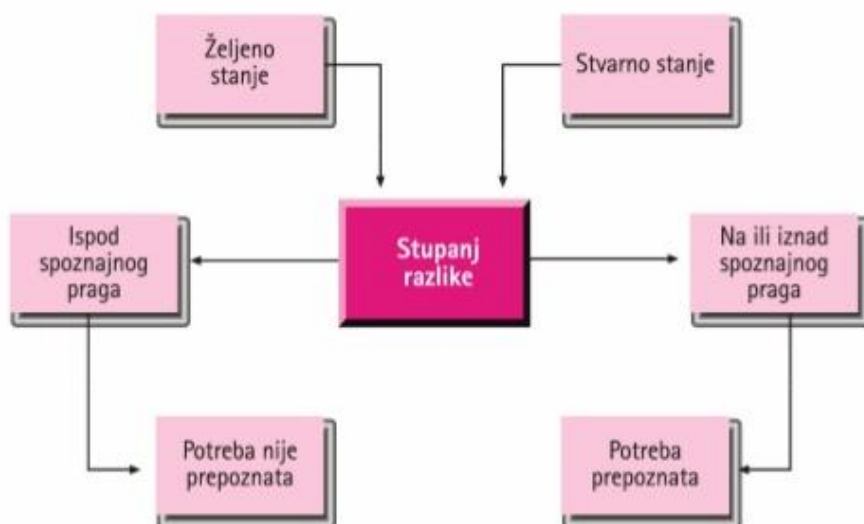 Željeno
stanje
Stvarno stanje
Ispod
spoznajnog
praga
Stupanj
razlike
Na ili iznad
spoznajnog
praga
Potreba nije
prepoznata
Potreba
prepoznata